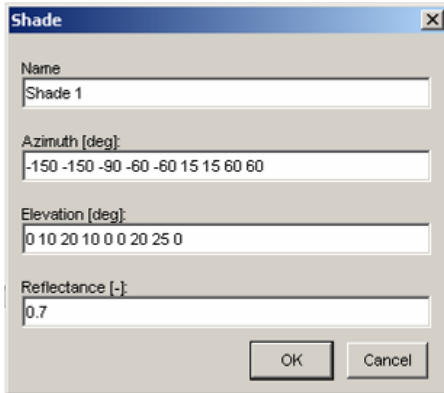 Shade
Name
Shade 1
Azimuth [deg]:
-150 -150 -90 -60 -60 15 15 60 60
Elevation [deg]:
0 10 20 10 0 0 20 25 0
Reflectance [-]:
0.7
OK Cancel